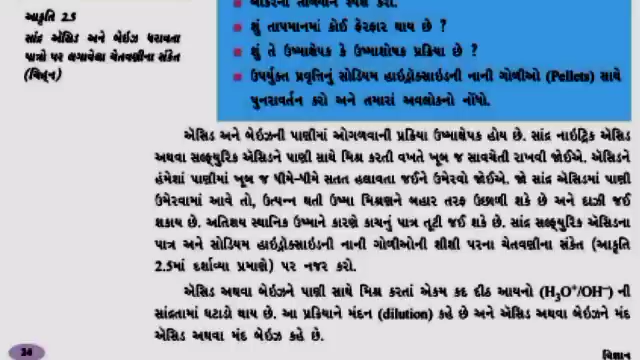 આકૃતિ 2.5
સાંદ્ર ઍસિડ અને બેઇઝ ધરાવતા
પાત્રો પર લગાવેલા ચેતવણીના સંકેત
(ચિહ્ન)
શું તાપમાનમાં કોઈ ફેરફાર થાય છે ?
શું તે ઉષ્માક્ષેપક કે ઉષ્માશોષક પ્રક્રિયા છે ?
ઉપર્યુક્ત પ્રવૃત્તિનું સોડિયમ હાઇડ્રૉક્સાઇડની નાની ગોળીઓ (Pellets) સાથે
પુનરાવર્તન કરો અને તમારાં અવલોકનો નોંધો.
ઍસિડ અને બેઇઝની પાણીમાં ઓગળવાની પ્રક્રિયા ઉષ્માક્ષેપક હોય છે. સાંદ્ર નાઇટ્રિક ઍસિડ
અથવા સલ્ફ્યુરિક ઍસિડને પાણી સાથે મિશ્ર કરતી વખતે ખૂબ જ સાવચેતી રાખવી જોઈએ. ઍસિડને
હંમેશાં પાણીમાં ખૂબ જ ધીમે-ધીમે સતત હલાવતા જઈને ઉમેરવો જોઈએ. જો સાંદ્ર ઍસિડમાં પાણી
ઉમેરવામાં આવે તો, ઉત્પન્ન થતી ઉષ્મા મિશ્રણને બહાર તરફ ઉછાળી શકે છે અને દાઝી જઈ
શકાય છે. અતિશય સ્થાનિક ઉષ્માને કારણે કાચનું પાત્ર તૂટી જઈ શકે છે. સાંદ્ર સલ્ફ્યુરિક ઍસિડના
પાત્ર અને સોડિયમ હાઇડ્રૉક્સાઇડની નાની ગોળીઓની શીશી પરના ચેતવણીના સંકેત (આકૃતિ
2.5માં દર્શાવ્યા પ્રમાણે) પર નજર કરો.
ઍસિડ અથવા બેઇઝને પાણી સાથે મિશ્ર કરતાં એકમ કદ દીઠ આયનો (H₃O⁺/OH⁻) ની
સાંદ્રતામાં ઘટાડો થાય છે. આ પ્રક્રિયાને મંદન (dilution) કહે છે અને ઍસિડ અથવા બેઇઝને મંદ
ઍસિડ અથવા મંદ બેઇઝ કહે છે.
24
વિજ્ઞાન